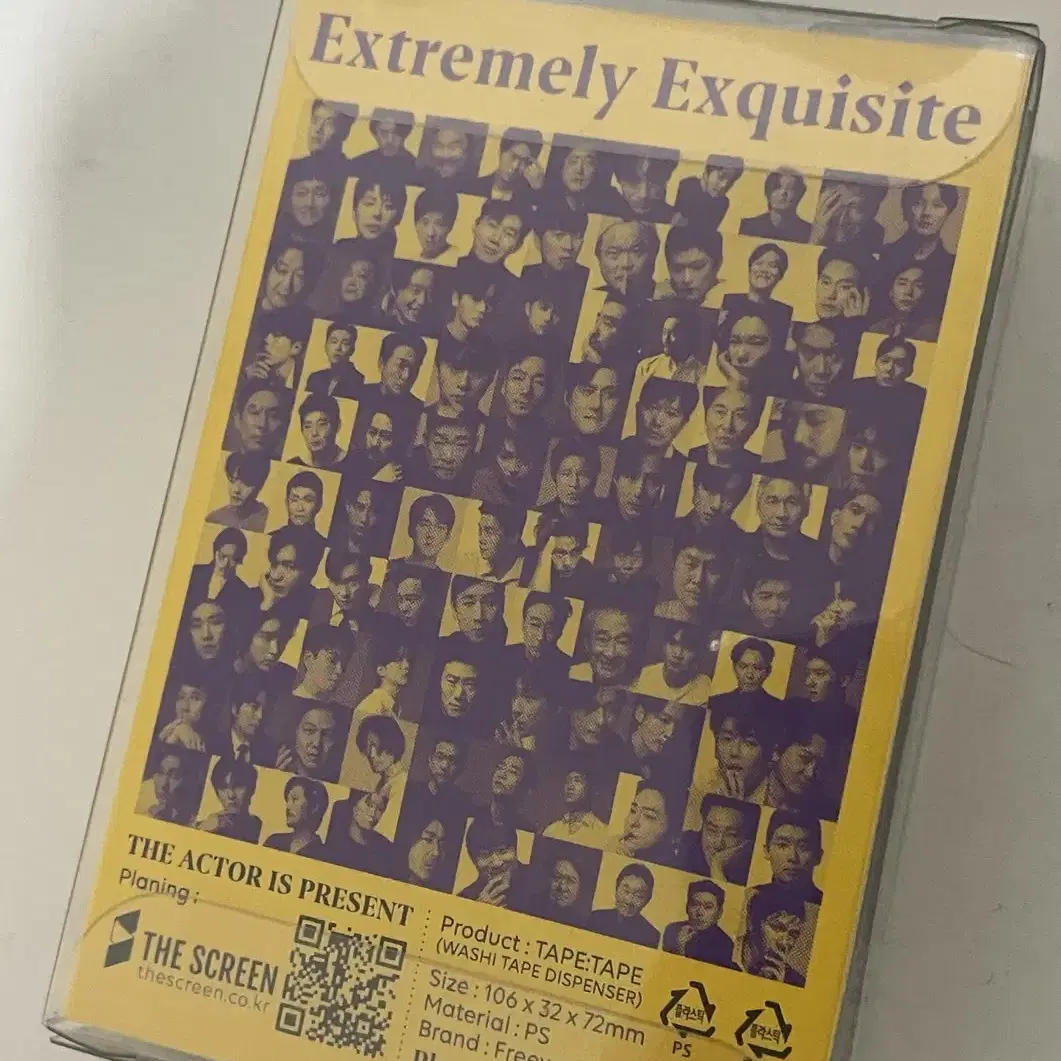 Extremely Exquisite
THE ACTOR IS PRESENT
Planing :
THE SCREEN
thescreen.co.kr
Product : TAPE:TAPE
(WASHI TAPE DISPENSER)
Size : 106 x 32 x 72mm
Material : PS
Brand :
플라스틱
PS
플라스틱